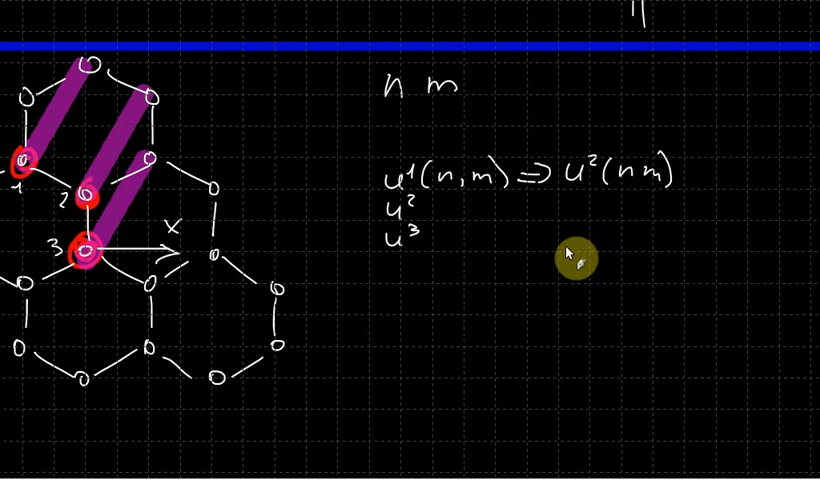 n m
1
2
3
x
u¹(n,m) ⇒ u²(n m)
u²
u³